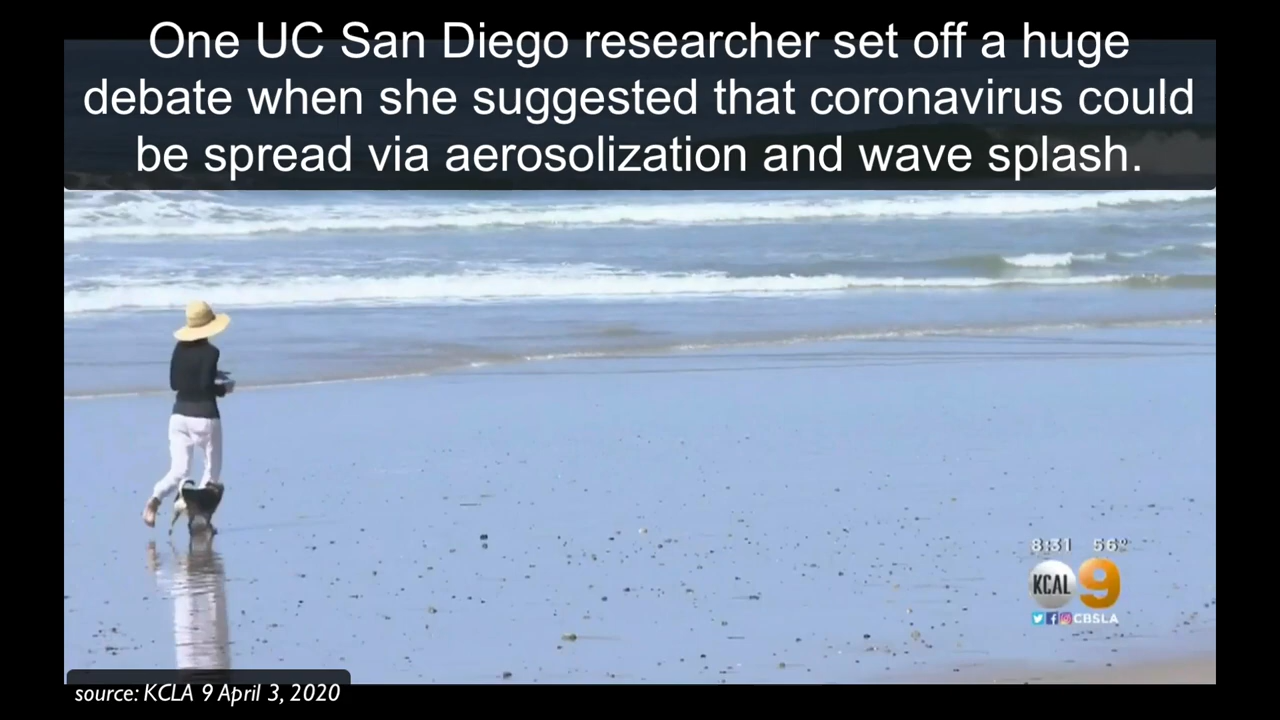 One UC San Diego researcher set off a huge
debate when she suggested that coronavirus could
be spread via aerosolization and wave splash.
8:31 56°
KCAL 9
CBSLA
source: KCLA 9 April 3, 2020